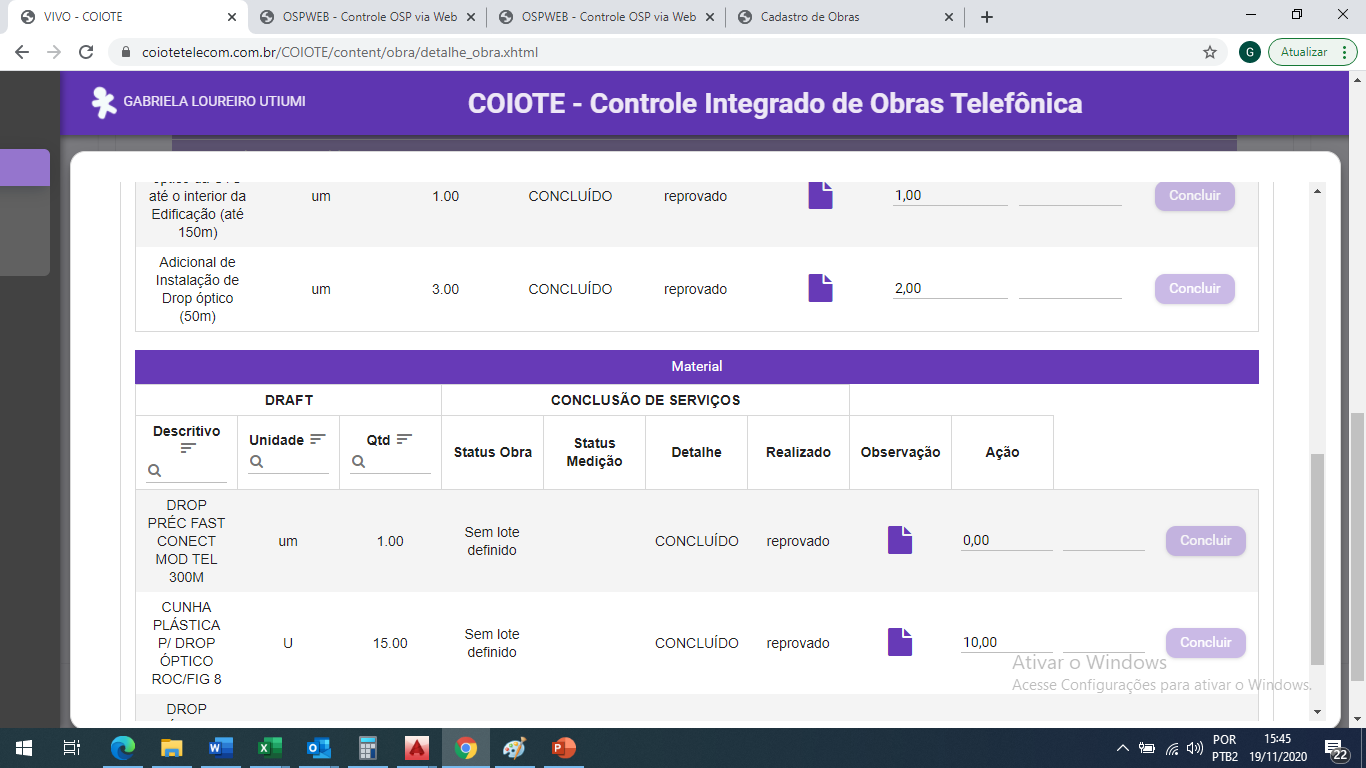 VIVO - COIOTE
OSPWEB - Controle OSP via Web
OSPWEB - Controle OSP via Web
Cadastro de Obras
coiotetelecom.com.br/COIOTE/content/obra/detalhe_obra.xhtml
G
Atualizar
GABRIELA LOUREIRO UTIUMI
COIOTE - Controle Integrado de Obras Telefônica
até o interior da
Edificação (até
150m)
um
1.00
CONCLUÍDO
reprovado
1,00
Concluir
Adicional de
Instalação de
Drop óptico
(50m)
um
3.00
CONCLUÍDO
reprovado
2,00
Concluir
Material
DRAFT
CONCLUSÃO DE SERVIÇOS
Descritivo
Unidade
Qtd
Status Obra
Status
Medição
Detalhe
Realizado
Observação
Ação
DROP
PRÉC FAST
CONECT
MOD TEL
300M
um
1.00
Sem lote
definido
CONCLUÍDO
reprovado
0,00
Concluir
CUNHA
PLÁSTICA
P/ DROP
ÓPTICO
ROC/FIG 8
U
15.00
Sem lote
definido
CONCLUÍDO
reprovado
10,00
Concluir
DROP
Ativar o Windows
Acesse Configurações para ativar o Windows.
POR
PTB2
15:45
19/11/2020
22